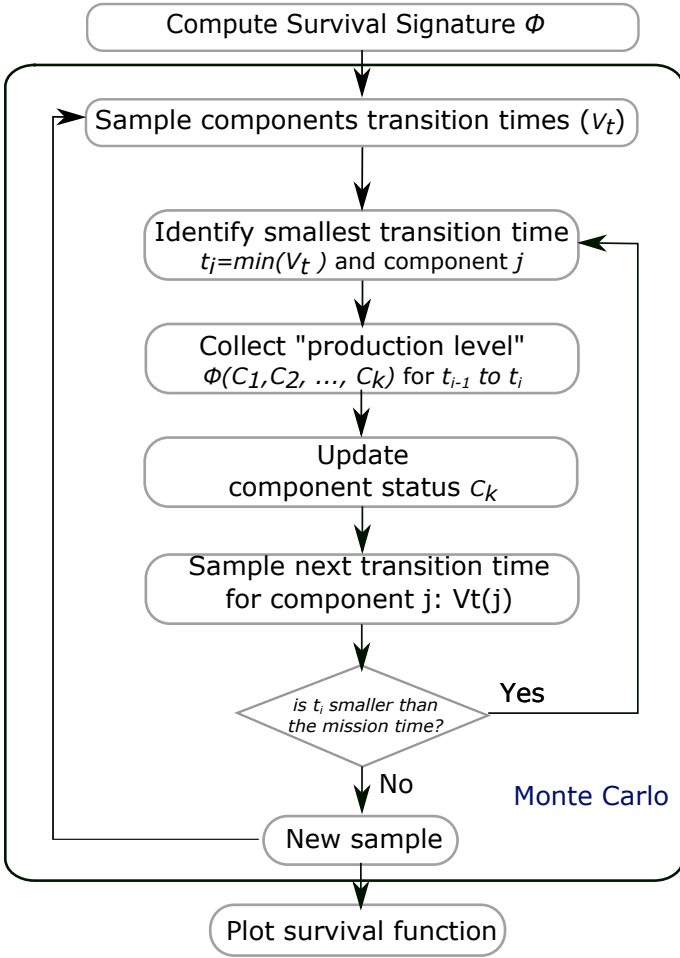 Compute Survival Signature Φ
Sample components transition times (Vt)
Identify smallest transition time
ti=min(Vt ) and component j
Collect "production level"
Φ(C1,C2, ..., Ck) for ti-1 to ti
Update
component status Ck
Sample next transition time
for component j: Vt(j)
is ti smaller than
the mission time?
Yes
No
Monte Carlo
New sample
Plot survival function